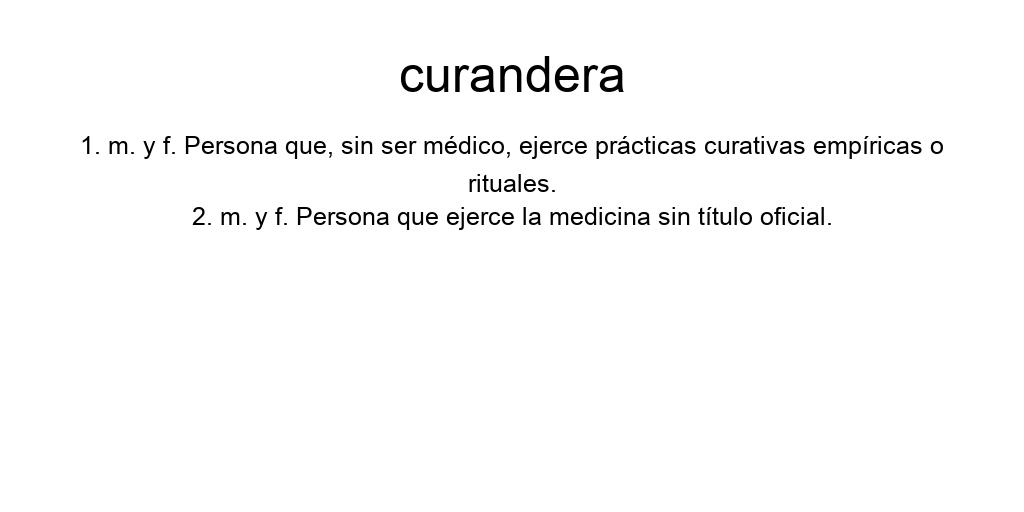 curandera
1. m. y f. Persona que, sin ser médico, ejerce prácticas curativas empíricas o
rituales.
2. m. y f. Persona que ejerce la medicina sin título oficial.